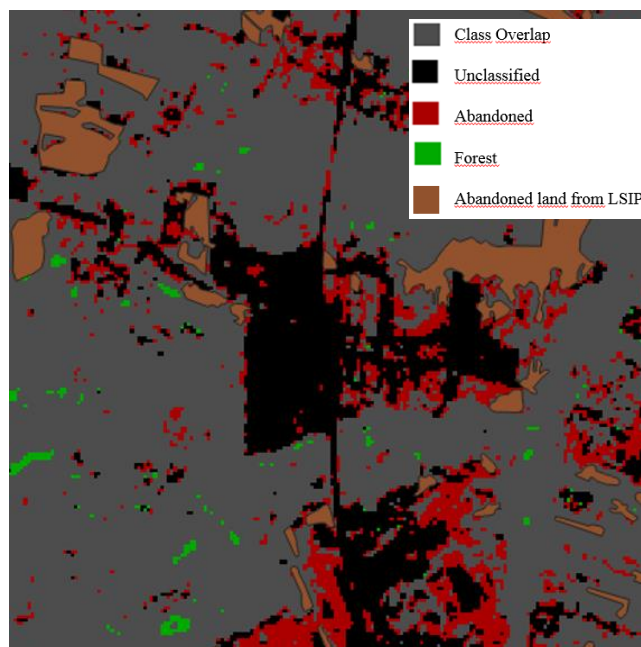 Class Overlap
Unclassified
Abandoned
Forest
Abandoned land from LSIP